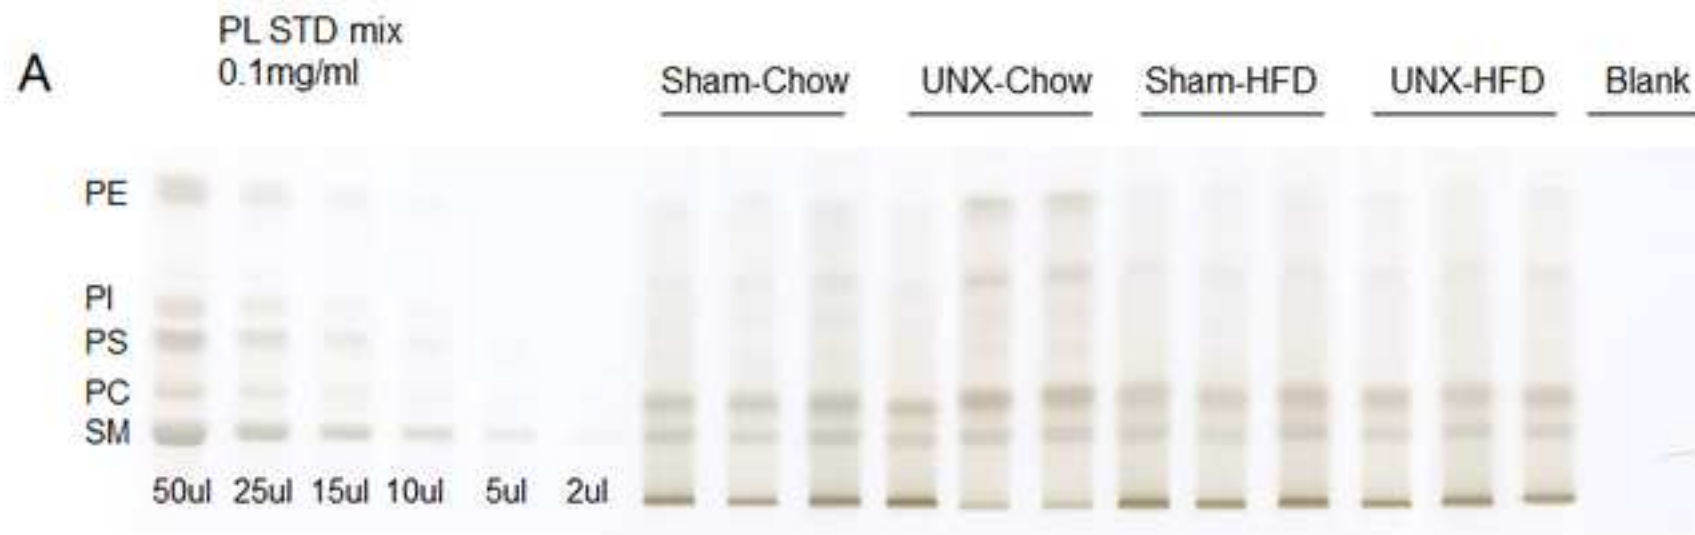 A
PL STD mix
0.1mg/ml
Sham-Chow UNX-Chow Sham-HFD UNX-HFD Blank
PE
PI
PS
PC
SM
50ul 25ul 15ul 10ul 5ul 2ul